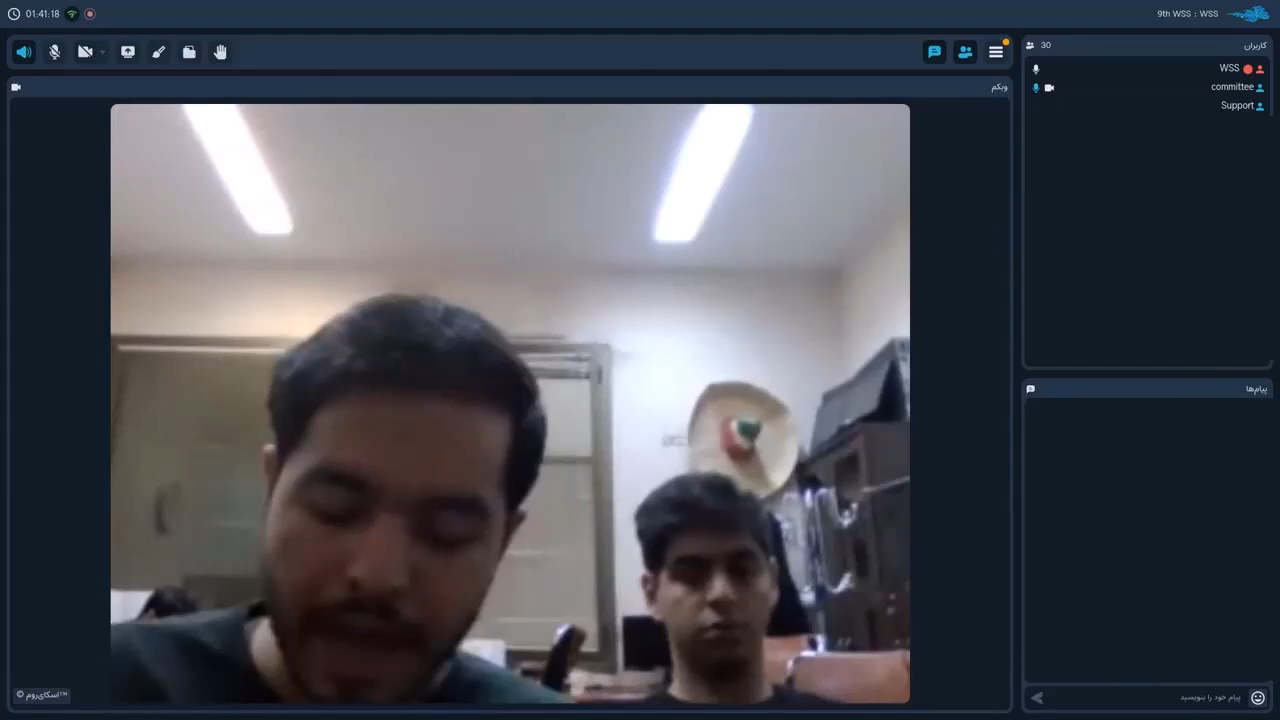 01:41:18
9th WSS : WSS
کاربران
30
WSS
committee
Support
وبکم
پیام‌ها
پیام خود را بنویسید
© اسکای‌روم™